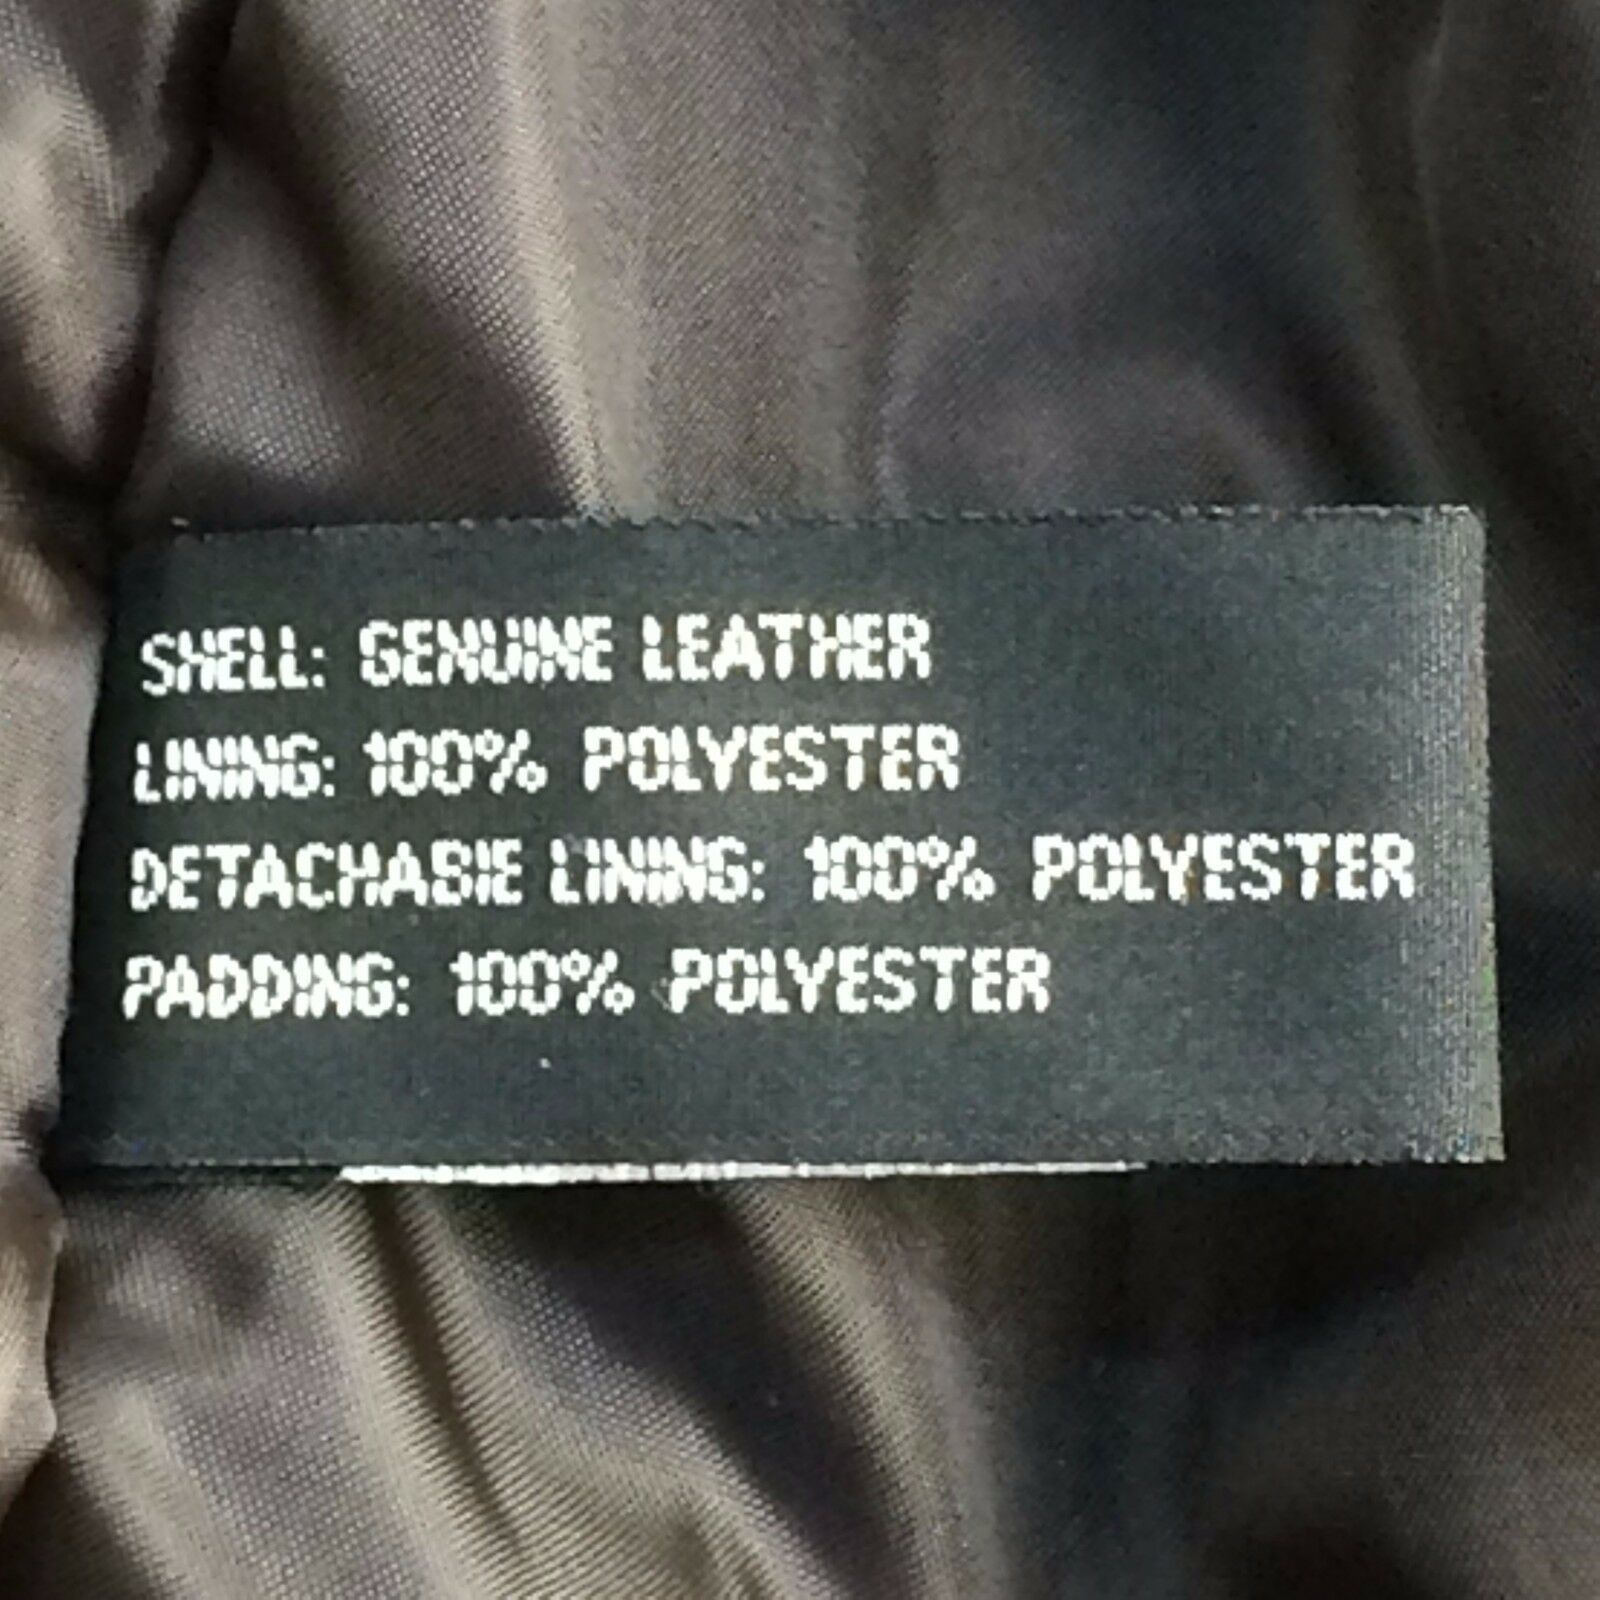 SHELL: GENUINE LEATHER
LINING: 100% POLYESTER
DETACHABIE LINING: 100% POLYESTER
PADDING: 100% POLYESTER